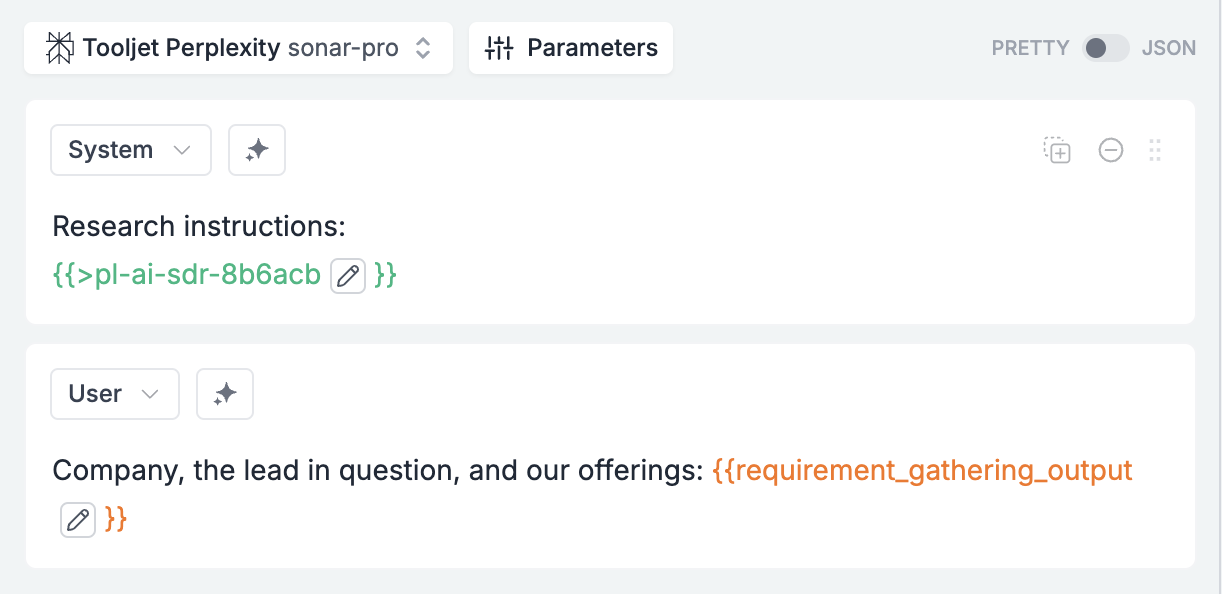 Tooljet Perplexity sonar-pro Parameters PRETTY JSON
System
Research instructions:
{{>pl-ai-sdr-8b6acb }}
User
Company, the lead in question, and our offerings: {{requirement_gathering_output
}}